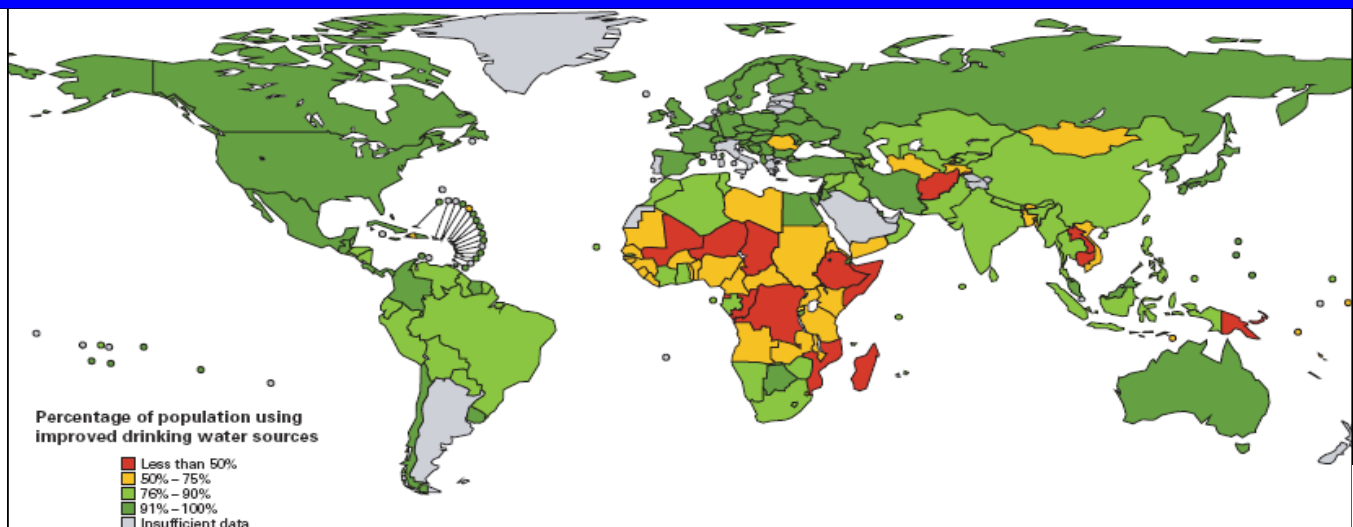 Percentage of population using
improved drinking water sources
Less than 50%
50% – 75%
76% – 90%
91% – 100%
Insufficient data